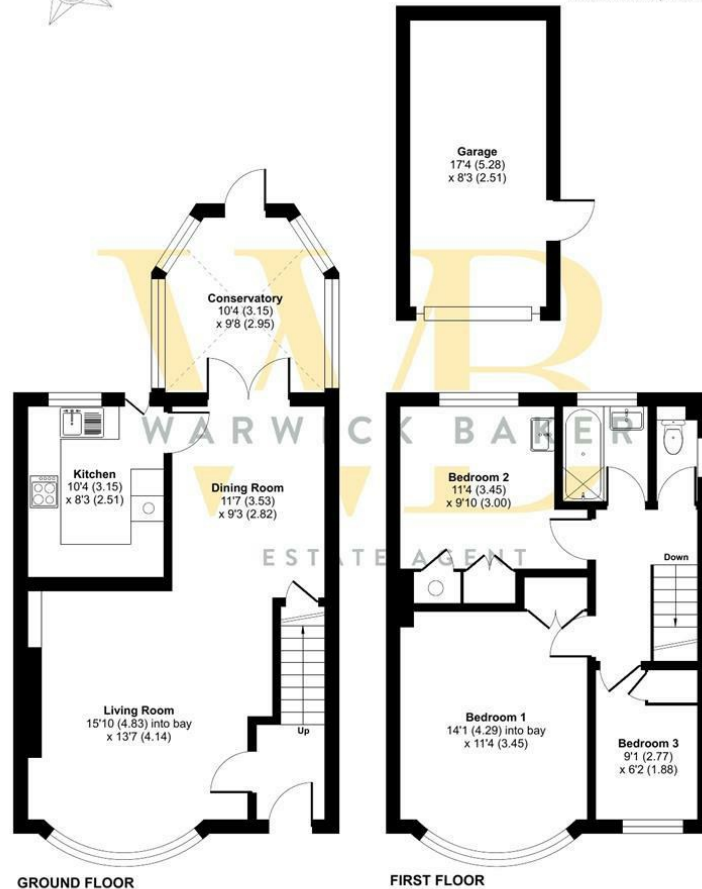 Garage
17'4 (5.28)
x 8'3 (2.51)
Conservatory
10'4 (3.15)
x 9'8 (2.95)
WB
WARWICK BAKER
ESTATE AGENT
Kitchen
10'4 (3.15)
x 8'3 (2.51)
Dining Room
11'7 (3.53)
x 9'3 (2.82)
Living Room
15'10 (4.83) into bay
x 13'7 (4.14)
Up
GROUND FLOOR
Bedroom 2
11'4 (3.45)
x 9'10 (3.00)
Down
Bedroom 1
14'1 (4.29) into bay
x 11'4 (3.45)
Bedroom 3
9'1 (2.77)
x 6'2 (1.88)
FIRST FLOOR